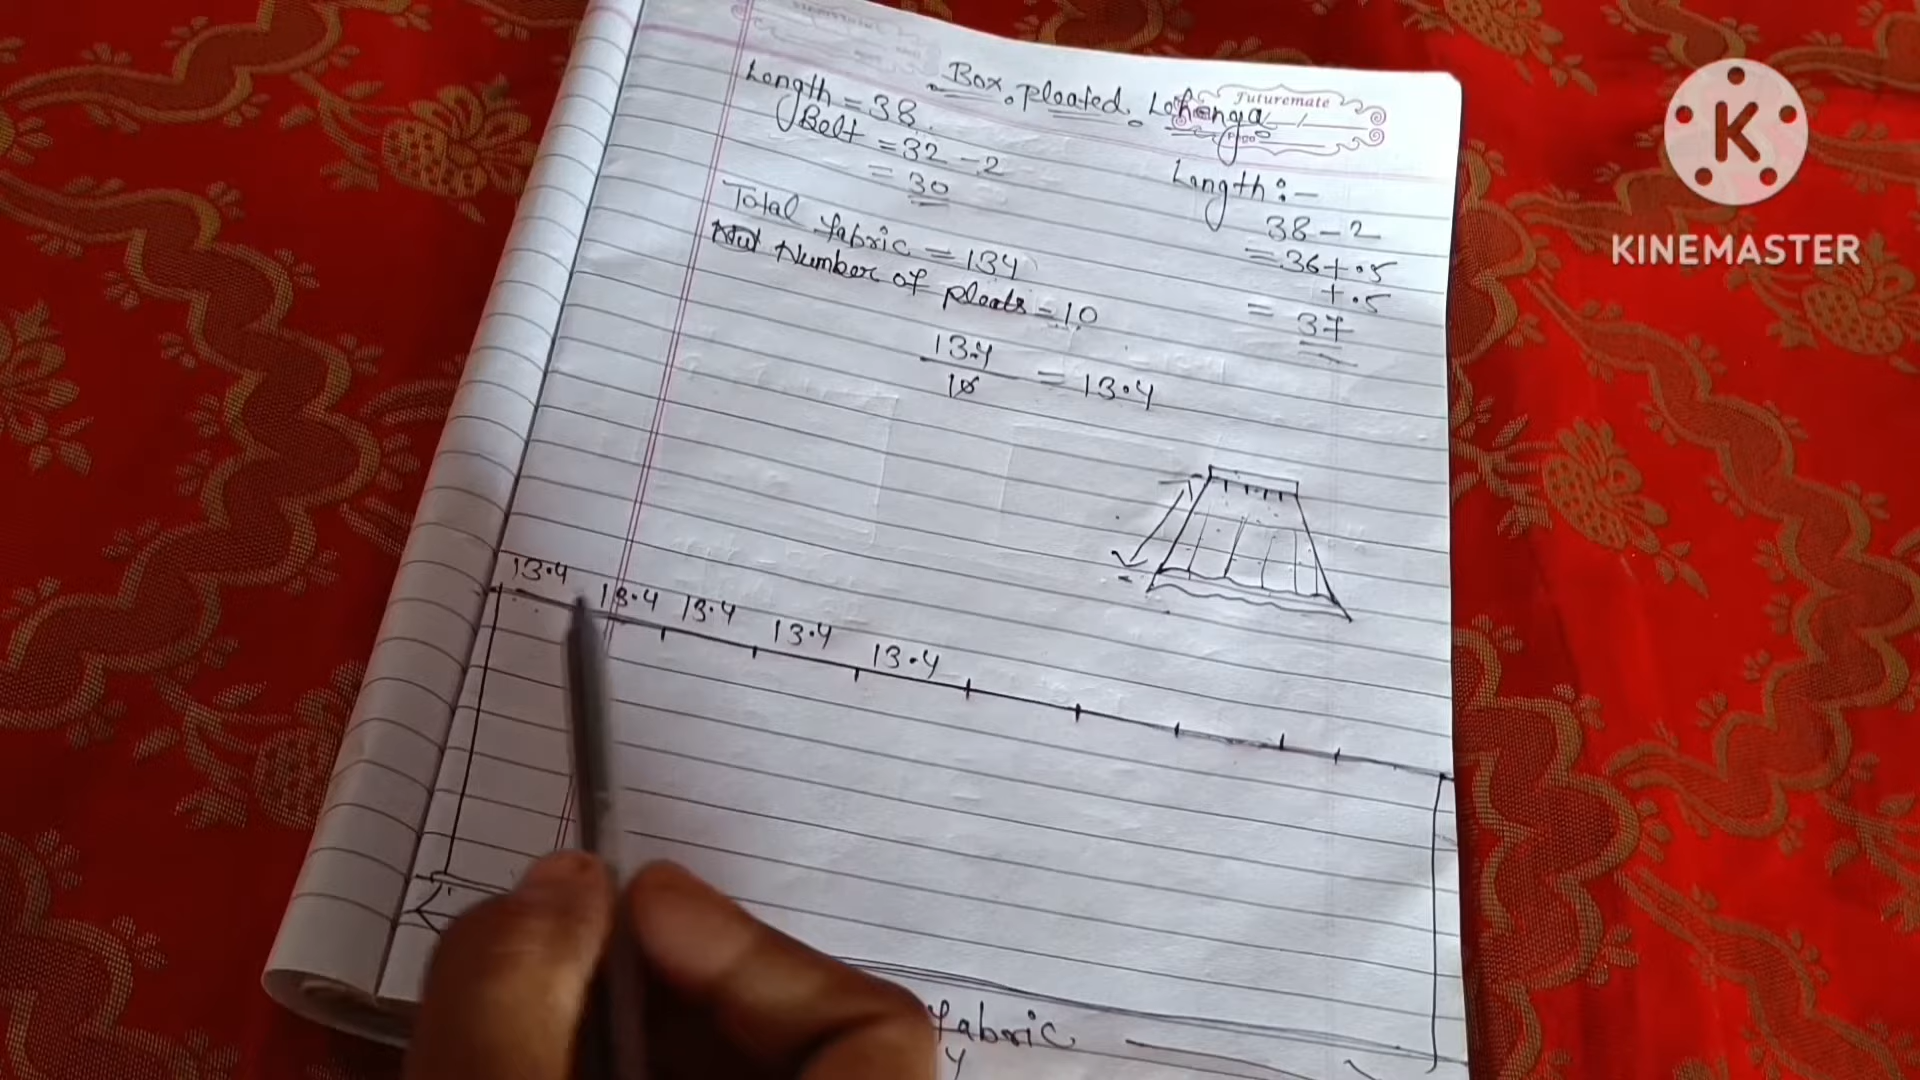 Box Pleated Lehenga
Futuremate
Length = 38
Belt = 32 - 2
= 30
Total fabric = 134
Number of pleats = 10
13.4
10
= 13.4
Length :-
38 - 2
= 36 + .5
+ .5
= 37
13.4 13.4 13.4 13.4 13.4
fabric
K
KINEMASTER